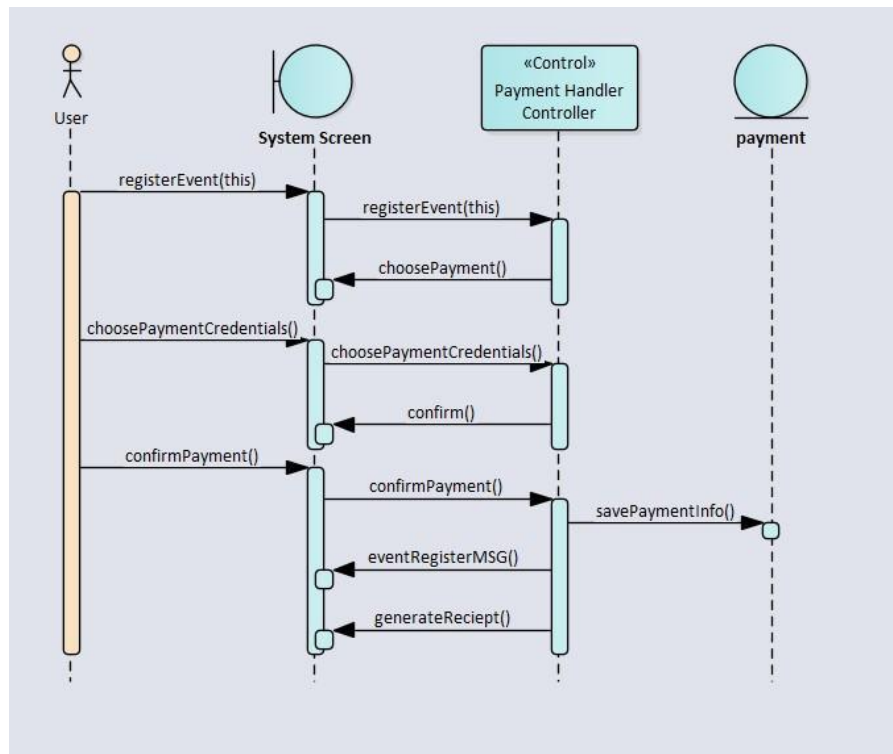 «Control»
Payment Handler
Controller
User
System Screen
payment
registerEvent(this)
registerEvent(this)
choosePayment()
choosePaymentCredentials()
choosePaymentCredentials()
confirm()
confirmPayment()
confirmPayment()
savePaymentInfo()
eventRegisterMSG()
generateReciept()